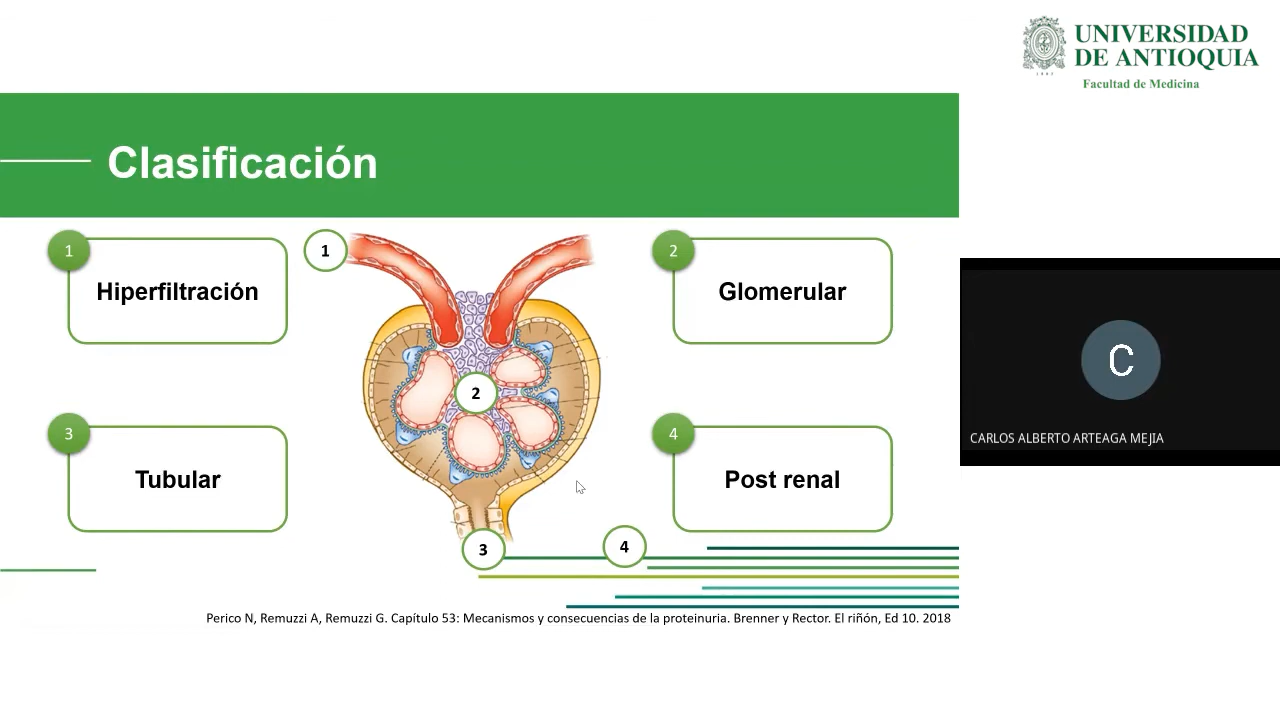 UNIVERSIDAD
DE ANTIOQUIA
1803
Facultad de Medicina
Clasificación
1
Hiperfiltración
1
2
Glomerular
2
3
Tubular
4
Post renal
3
4
C
CARLOS ALBERTO ARTEAGA MEJIA
Perico N, Remuzzi A, Remuzzi G. Capítulo 53: Mecanismos y consecuencias de la proteinuria. Brenner y Rector. El riñón, Ed 10. 2018